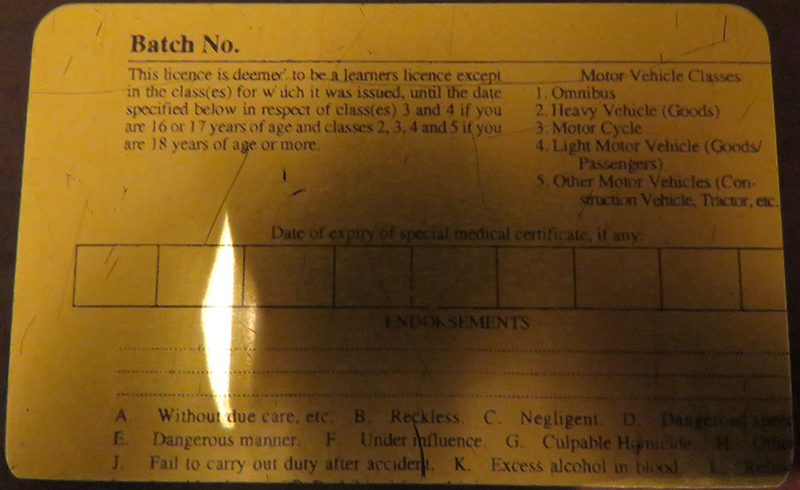 Batch No.
This licence is deemed to be a learners licence except
in the class(es) for which it was issued, until the date
specified below in respect of class(es) 3 and 4 if you
are 16 or 17 years of age and classes 2, 3, 4 and 5 if you
are 18 years of age or more.
Motor Vehicle Classes
1. Omnibus
2. Heavy Vehicle (Goods)
3. Motor Cycle
4. Light Motor Vehicle (Goods/
Passengers)
5. Other Motor Vehicles (Con-
struction Vehicle, Tractor, etc.
Date of expiry of special medical certificate, if any:
ENDORSEMENTS
A. Without due care, etc. B. Reckless. C. Negligent. D. Dangerous
E. Dangerous manner. F. Under influence. G. Culpable Homicide. H.
J. Fail to carry out duty after accident. K. Excess alcohol in blood. L.